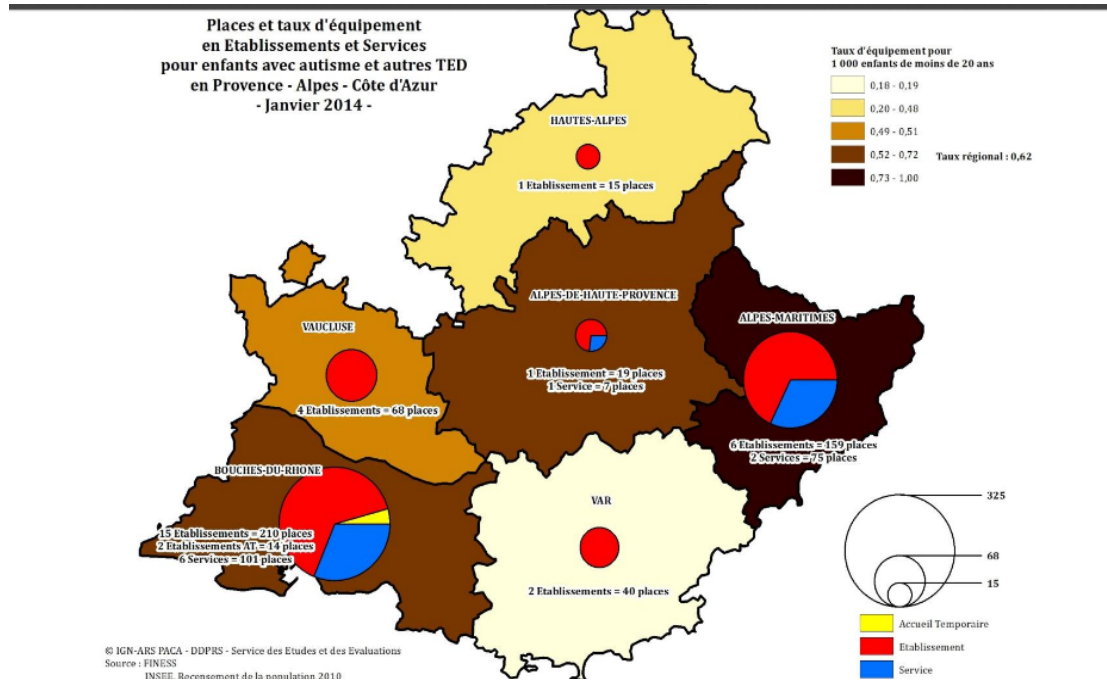 Places et taux d'équipement
en Etablissements et Services
pour enfants avec autisme et autres TED
en Provence - Alpes - Côte d'Azur
- Janvier 2014 -
Taux d'équipement pour
1 000 enfants de moins de 20 ans
0,18 - 0,19
0,20 - 0,48
0,49 - 0,51
0,52 - 0,72 Taux régional : 0,62
0,73 - 1,00
HAUTES-ALPES
1 Etablissement = 15 places
ALPES-DE-HAUTE-PROVENCE
1 Etablissement = 19 places
1 Service = 7 places
VAUCLUSE
4 Etablissements = 68 places
ALPES-MARITIMES
6 Etablissements = 159 places
2 Services = 75 places
BOUCHES-DU-RHONE
15 Etablissements = 210 places
2 Etablissements AT = 14 places
6 Services = 101 places
VAR
2 Etablissements = 40 places
325
68
15
Accueil Temporaire
Etablissement
Service
© IGN-ARS PACA - DDPRS - Service des Etudes et des Evaluations
Source : FINESS
INSEE, Recensement de la population 2010